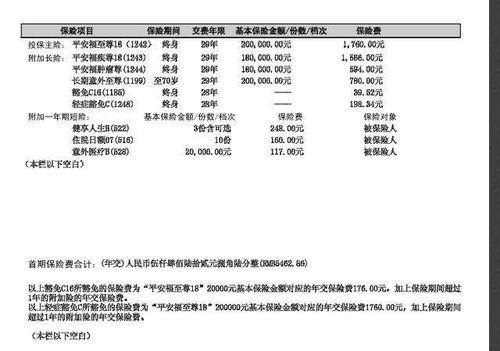 保险项目 保险期间 交费年限 基本保险金额/份数/档次 保险费
投保主险: 平安福至尊18（1242） 终身 29年 200,000.00元 1,760.00元
附加长险: 平安福疾尊18(1243) 终身 29年 180,000.00元 1,566.00元
平安福肿瘤尊(1244) 终身 29年 180,000.00元 594.00元
长期意外至尊(1199) 至70岁 29年 200,000.00元 780.00元
豁免C16(1185) 终身 28年 —— 39.52元
轻症豁免C(1248) 终身 28年 —— 198.34元
附加一年期短险: 基本保险金额/份数/档次 保险费 保险对象
健享人生B(522) 3份含可选 248.00元 被保险人
住院日额07(516) 10份 160.00元 被保险人
意外医疗B(528) 20,000.00元 117.00元 被保险人
（本栏以下空白）
首期保险费合计: (年交)人民币伍仟肆佰陆拾贰元捌角陆分整(RMB5462.86)
以上豁免C16所豁免的保险费为“平安福至尊18”20000元基本保险金额对应的年交保险费176.00元，加上保险期间超过
1年的附加险的年交保险费。
以上轻症豁免C所豁免的保险费为“平安福至尊18”200000元基本保险金额对应的年交保险费1760.00元，加上保险期间
超过1年的附加险的年交保险费。
（本栏以下空白）